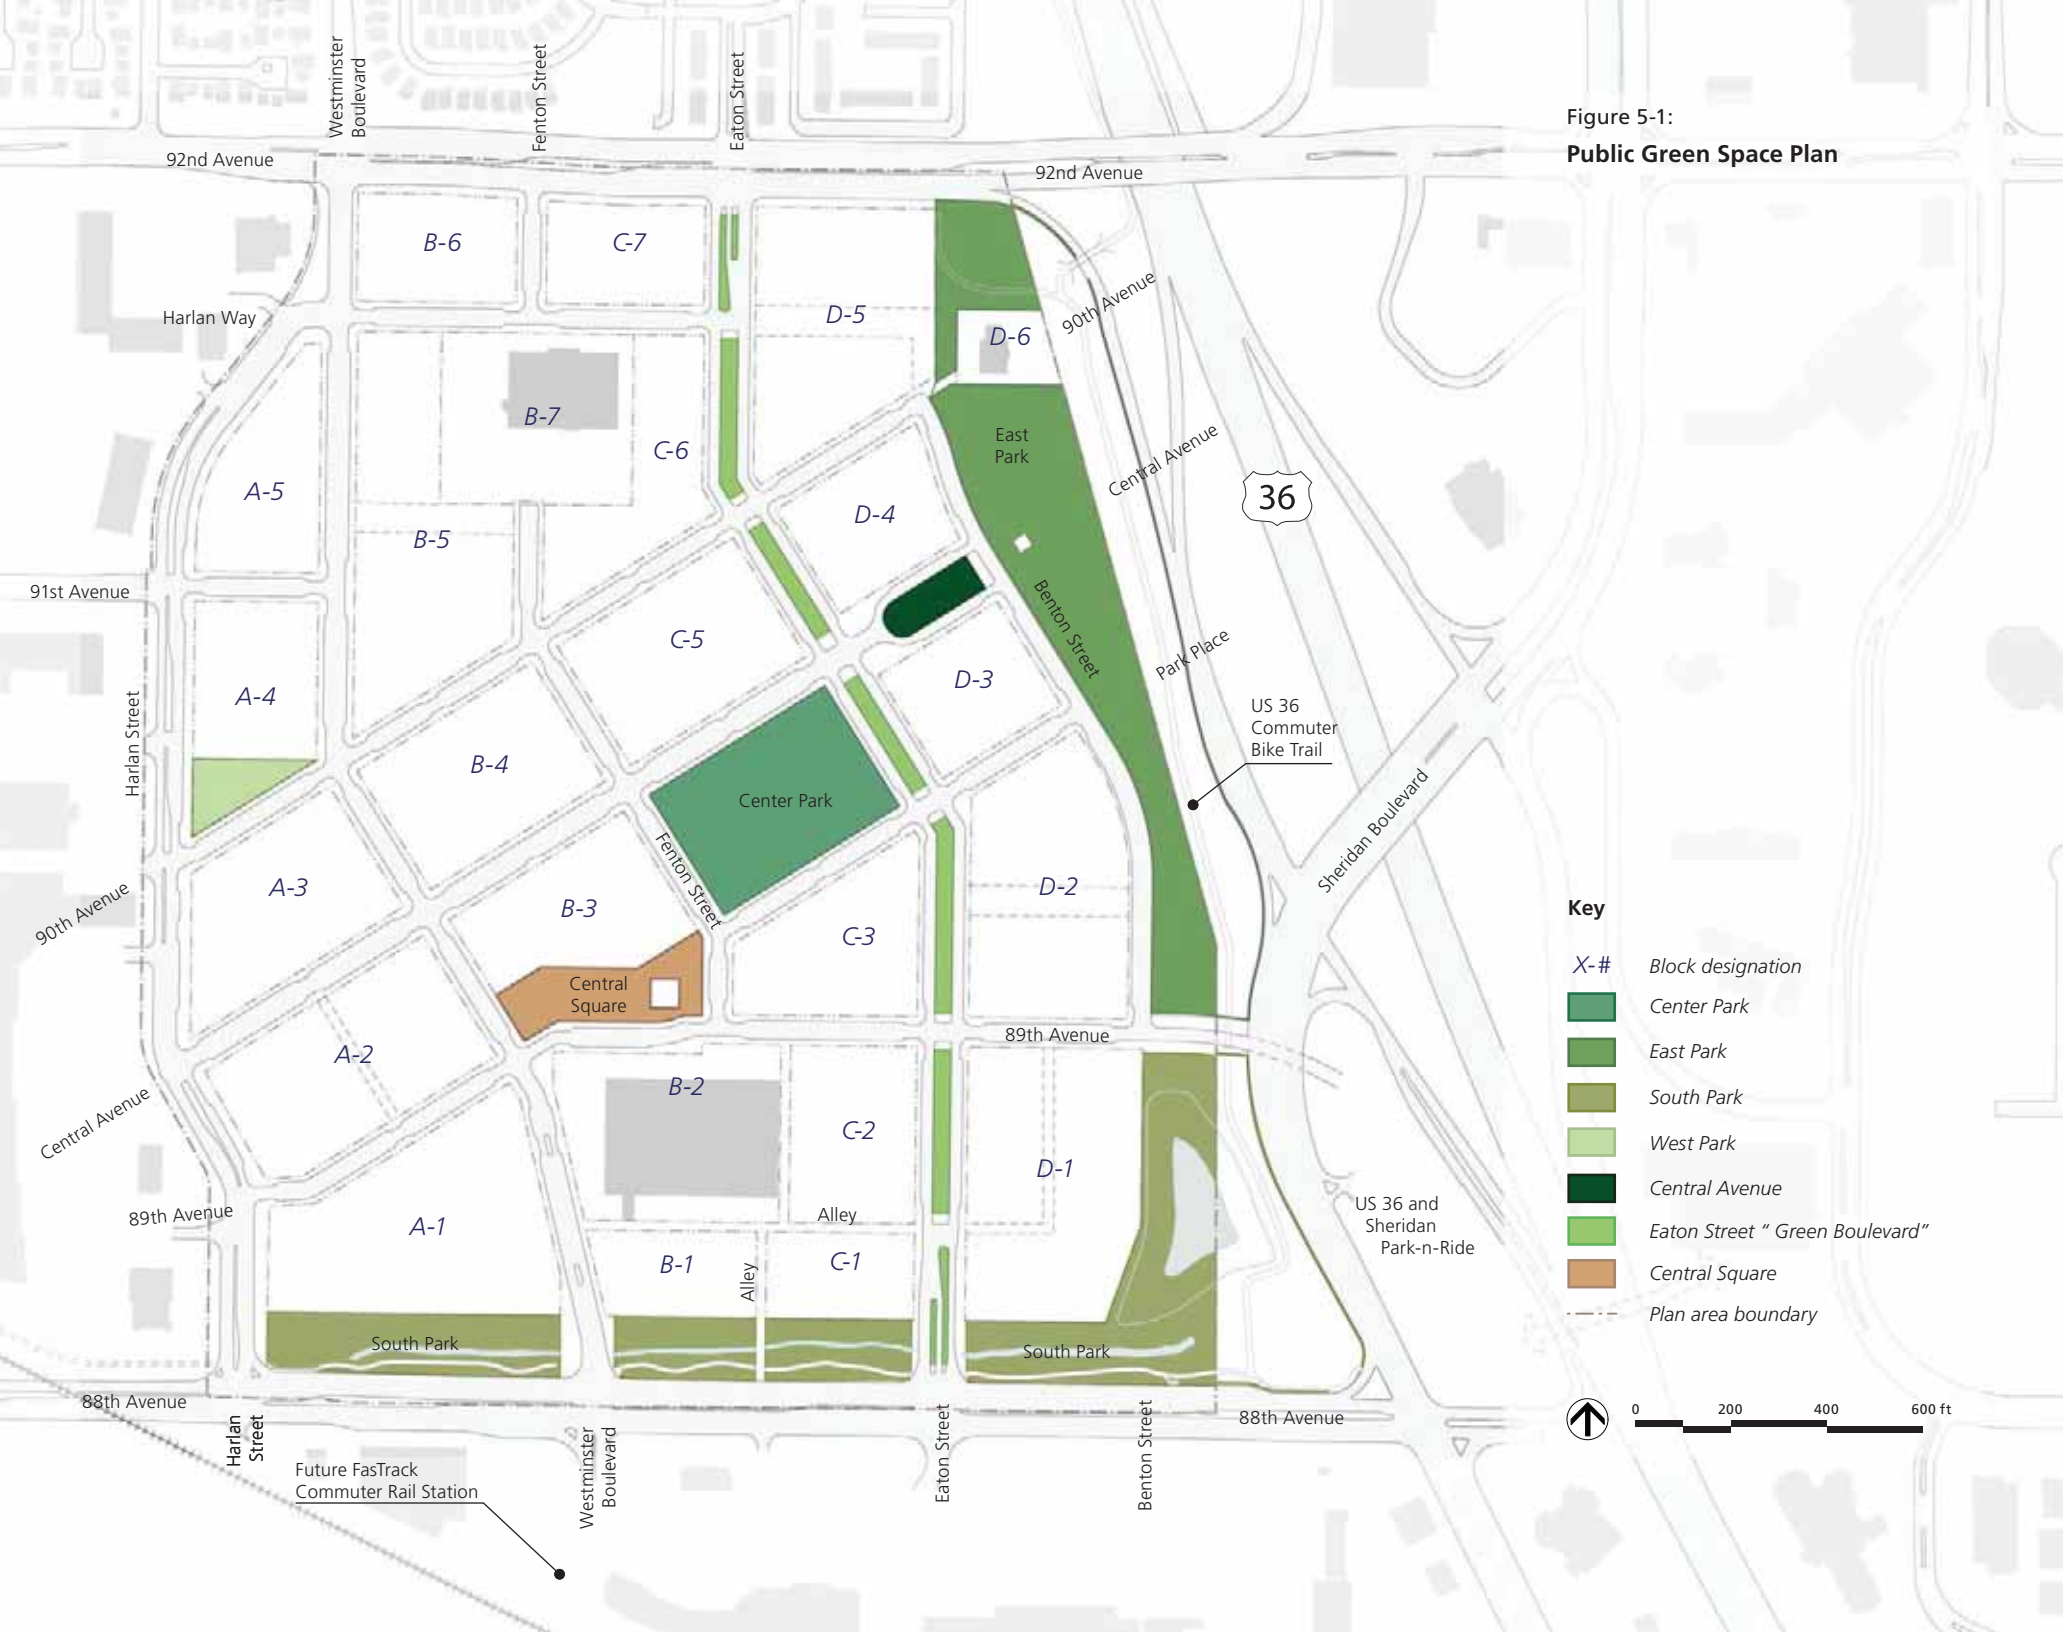 Westminster
Boulevard
Fenton Street
Eaton Street
Figure 5-1:
Public Green Space Plan
92nd Avenue
92nd Avenue
B-6
C-7
Harlan Way
D-5
D-6
90th Avenue
B-7
C-6
East
Park
Central Avenue
A-5
36
B-5
D-4
91st Avenue
Benton Street
C-5
Park Place
D-3
A-4
Harlan Street
US 36
Commuter
Bike Trail
B-4
Center Park
Sheridan Boulevard
Fenton Street
A-3
D-2
90th Avenue
B-3
C-3
Central
Square
89th Avenue
A-2
B-2
Central Avenue
C-2
D-1
89th Avenue
A-1
Alley
US 36 and
Sheridan
Park-n-Ride
B-1
Alley
C-1
South Park
South Park
88th Avenue
88th Avenue
Harlan
Street
Westminster
Boulevard
Eaton Street
Benton Street
Future FasTrack
Commuter Rail Station
Key
X-# Block designation
Center Park
East Park
South Park
West Park
Central Avenue
Eaton Street “ Green Boulevard”
Central Square
Plan area boundary
0 200 400 600 ft